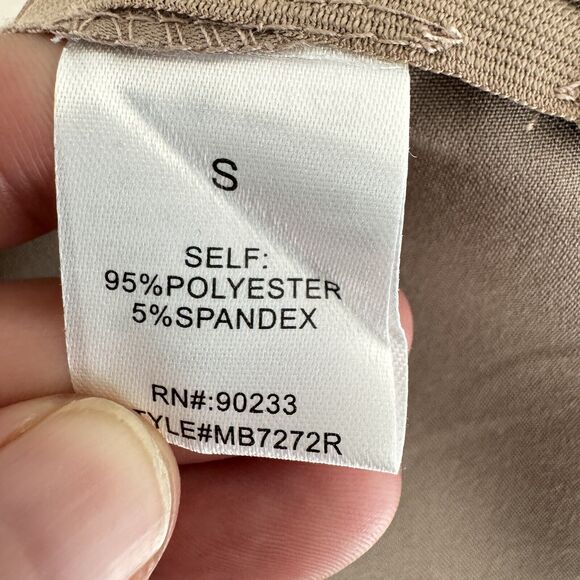 S
SELF:
95%POLYESTER
5%SPANDEX
RN#:90233
TYLE#MB7272R